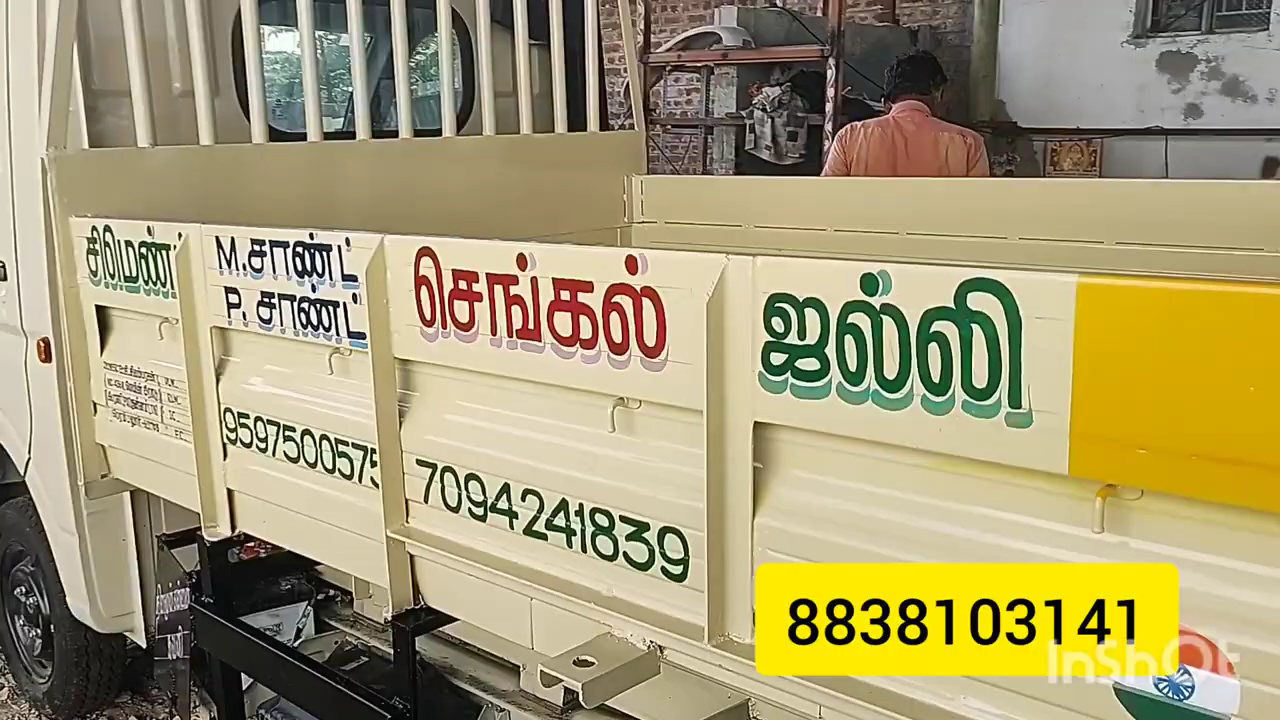 சிமெண்ட்
M.சாண்ட்
P. சாண்ட்
செங்கல்
ஜல்லி
9597500575
7094241839
8838103141
InShOt